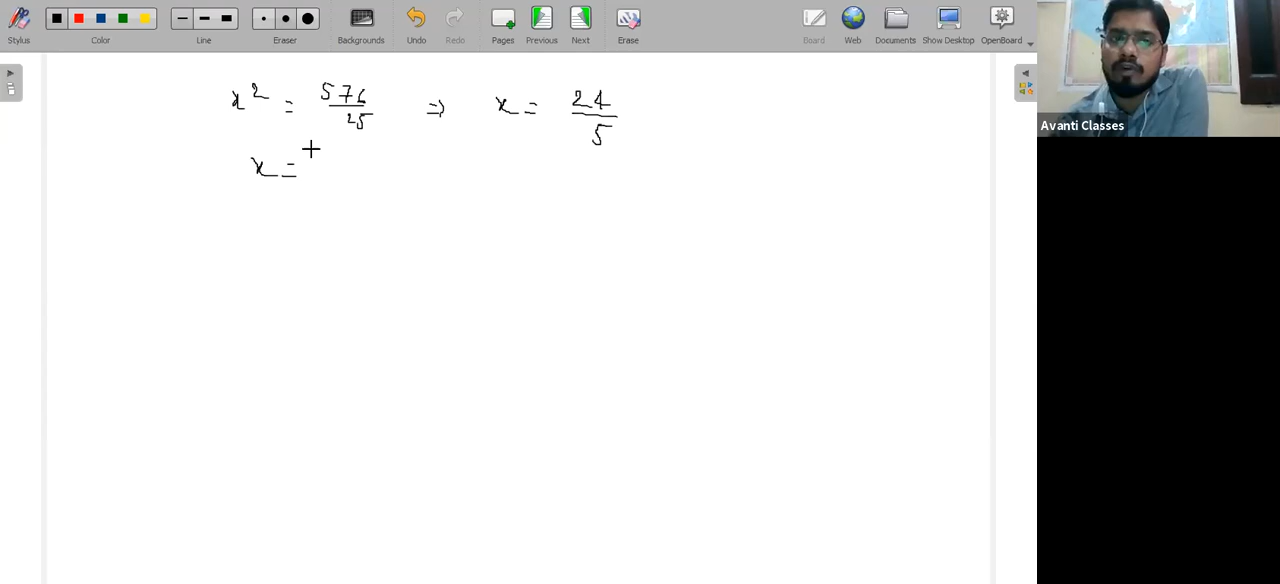 Stylus
Color
Line
Eraser
Backgrounds
Undo
Redo
Pages
Previous
Next
Erase
Board
Web
Documents
Show Desktop
OpenBoard
x² = 576/25 ⇒ x = 24/5
x =
Avanti Classes